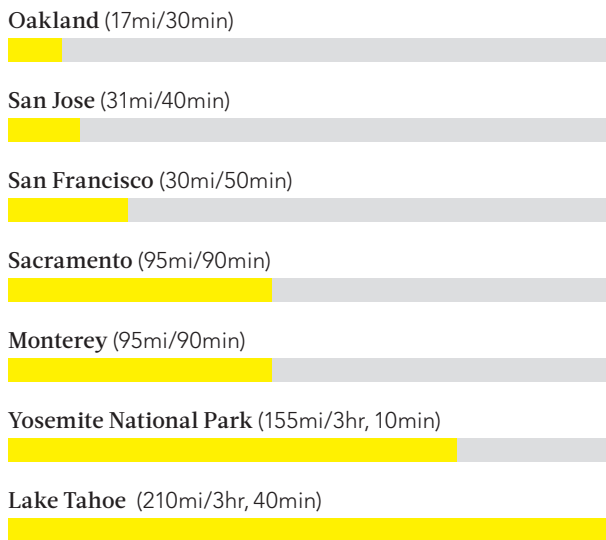 Oakland (17mi/30min)
San Jose (31mi/40min)
San Francisco (30mi/50min)
Sacramento (95mi/90min)
Monterey (95mi/90min)
Yosemite National Park (155mi/3hr, 10min)
Lake Tahoe (210mi/3hr, 40min)